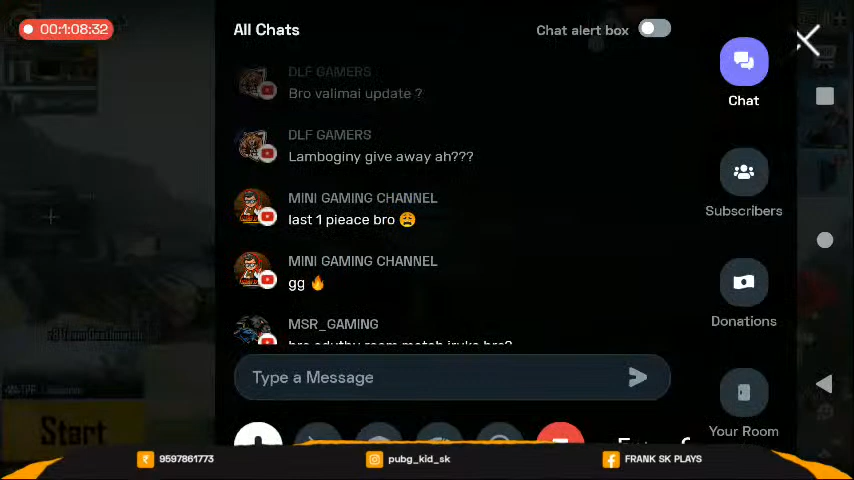 00:1:08:32
All Chats
Chat alert box
DLF GAMERS
Bro valimai update ?
DLF GAMERS
Lamboginy give away ah???
MINI GAMING CHANNEL
last 1 pieace bro 😩
MINI GAMING CHANNEL
gg 🔥
MSR_GAMING
Type a Message
Chat
Subscribers
Donations
Your Room
Start
₹ 9597861773
pubg_kid_sk
FRANK SK PLAYS